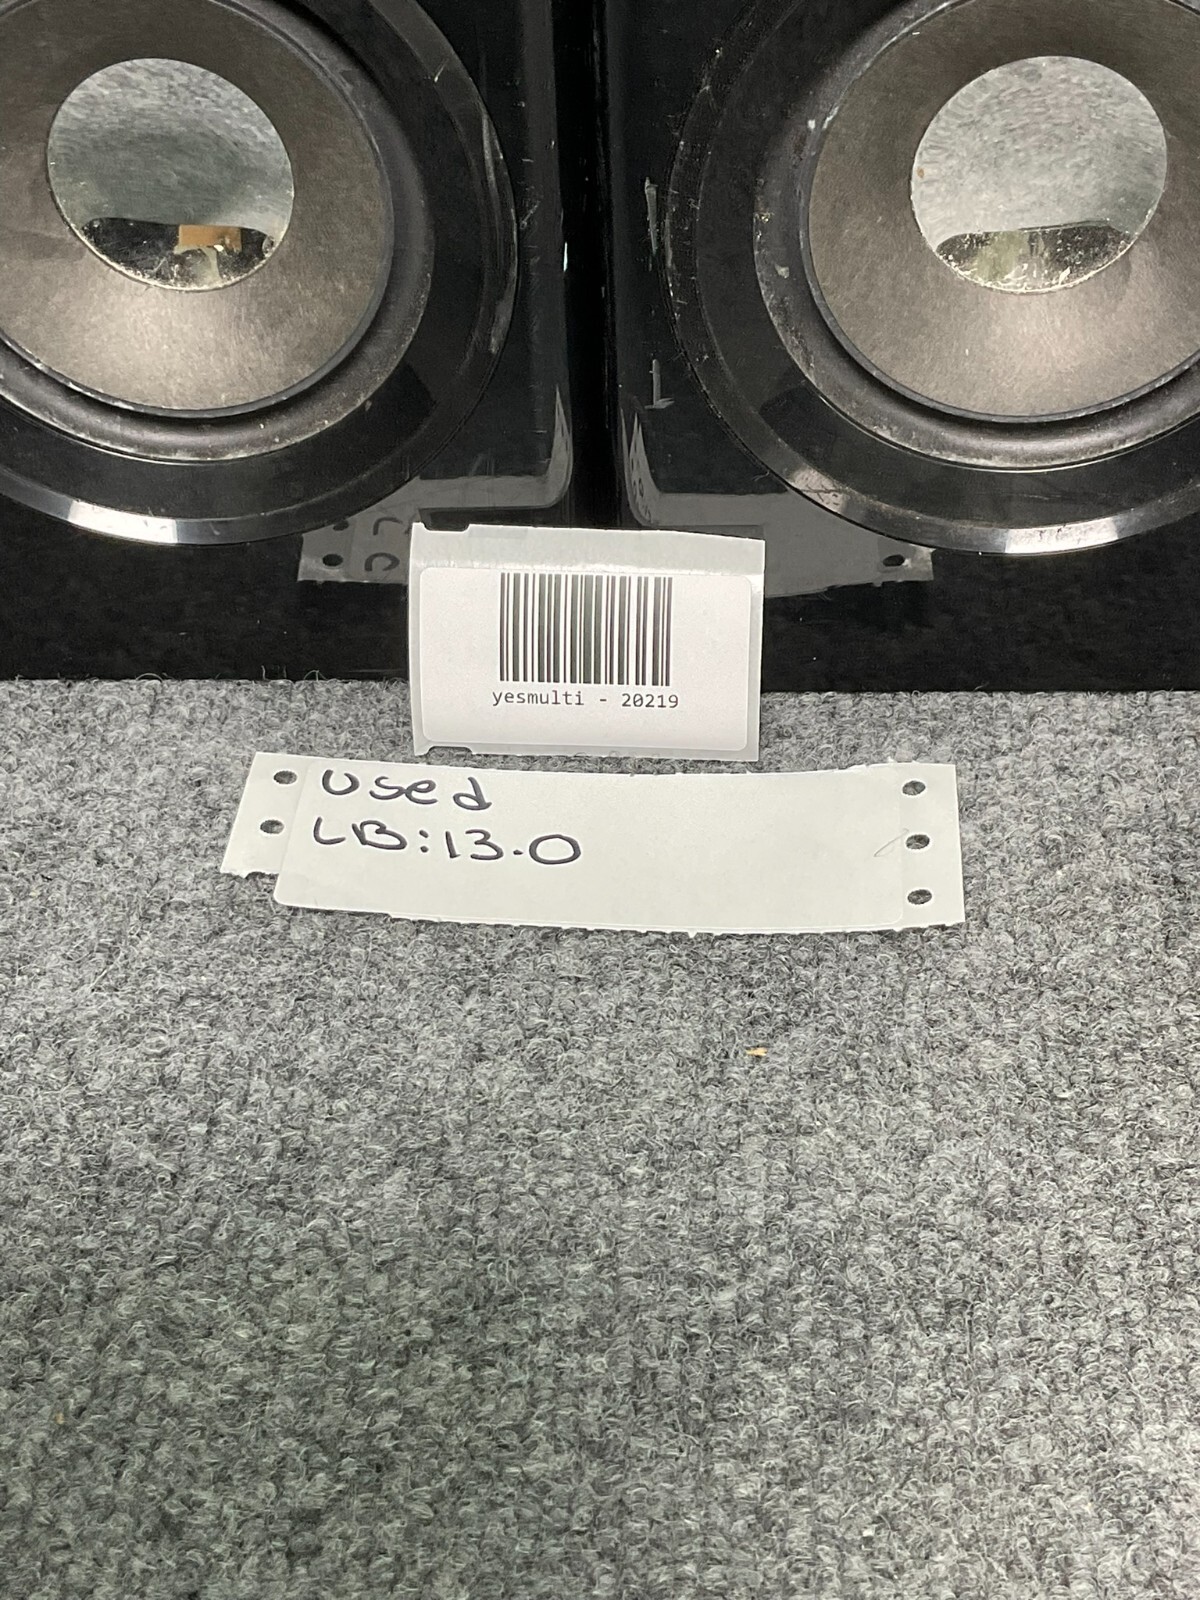 yesmulti - 20219
Used
LB:13.0